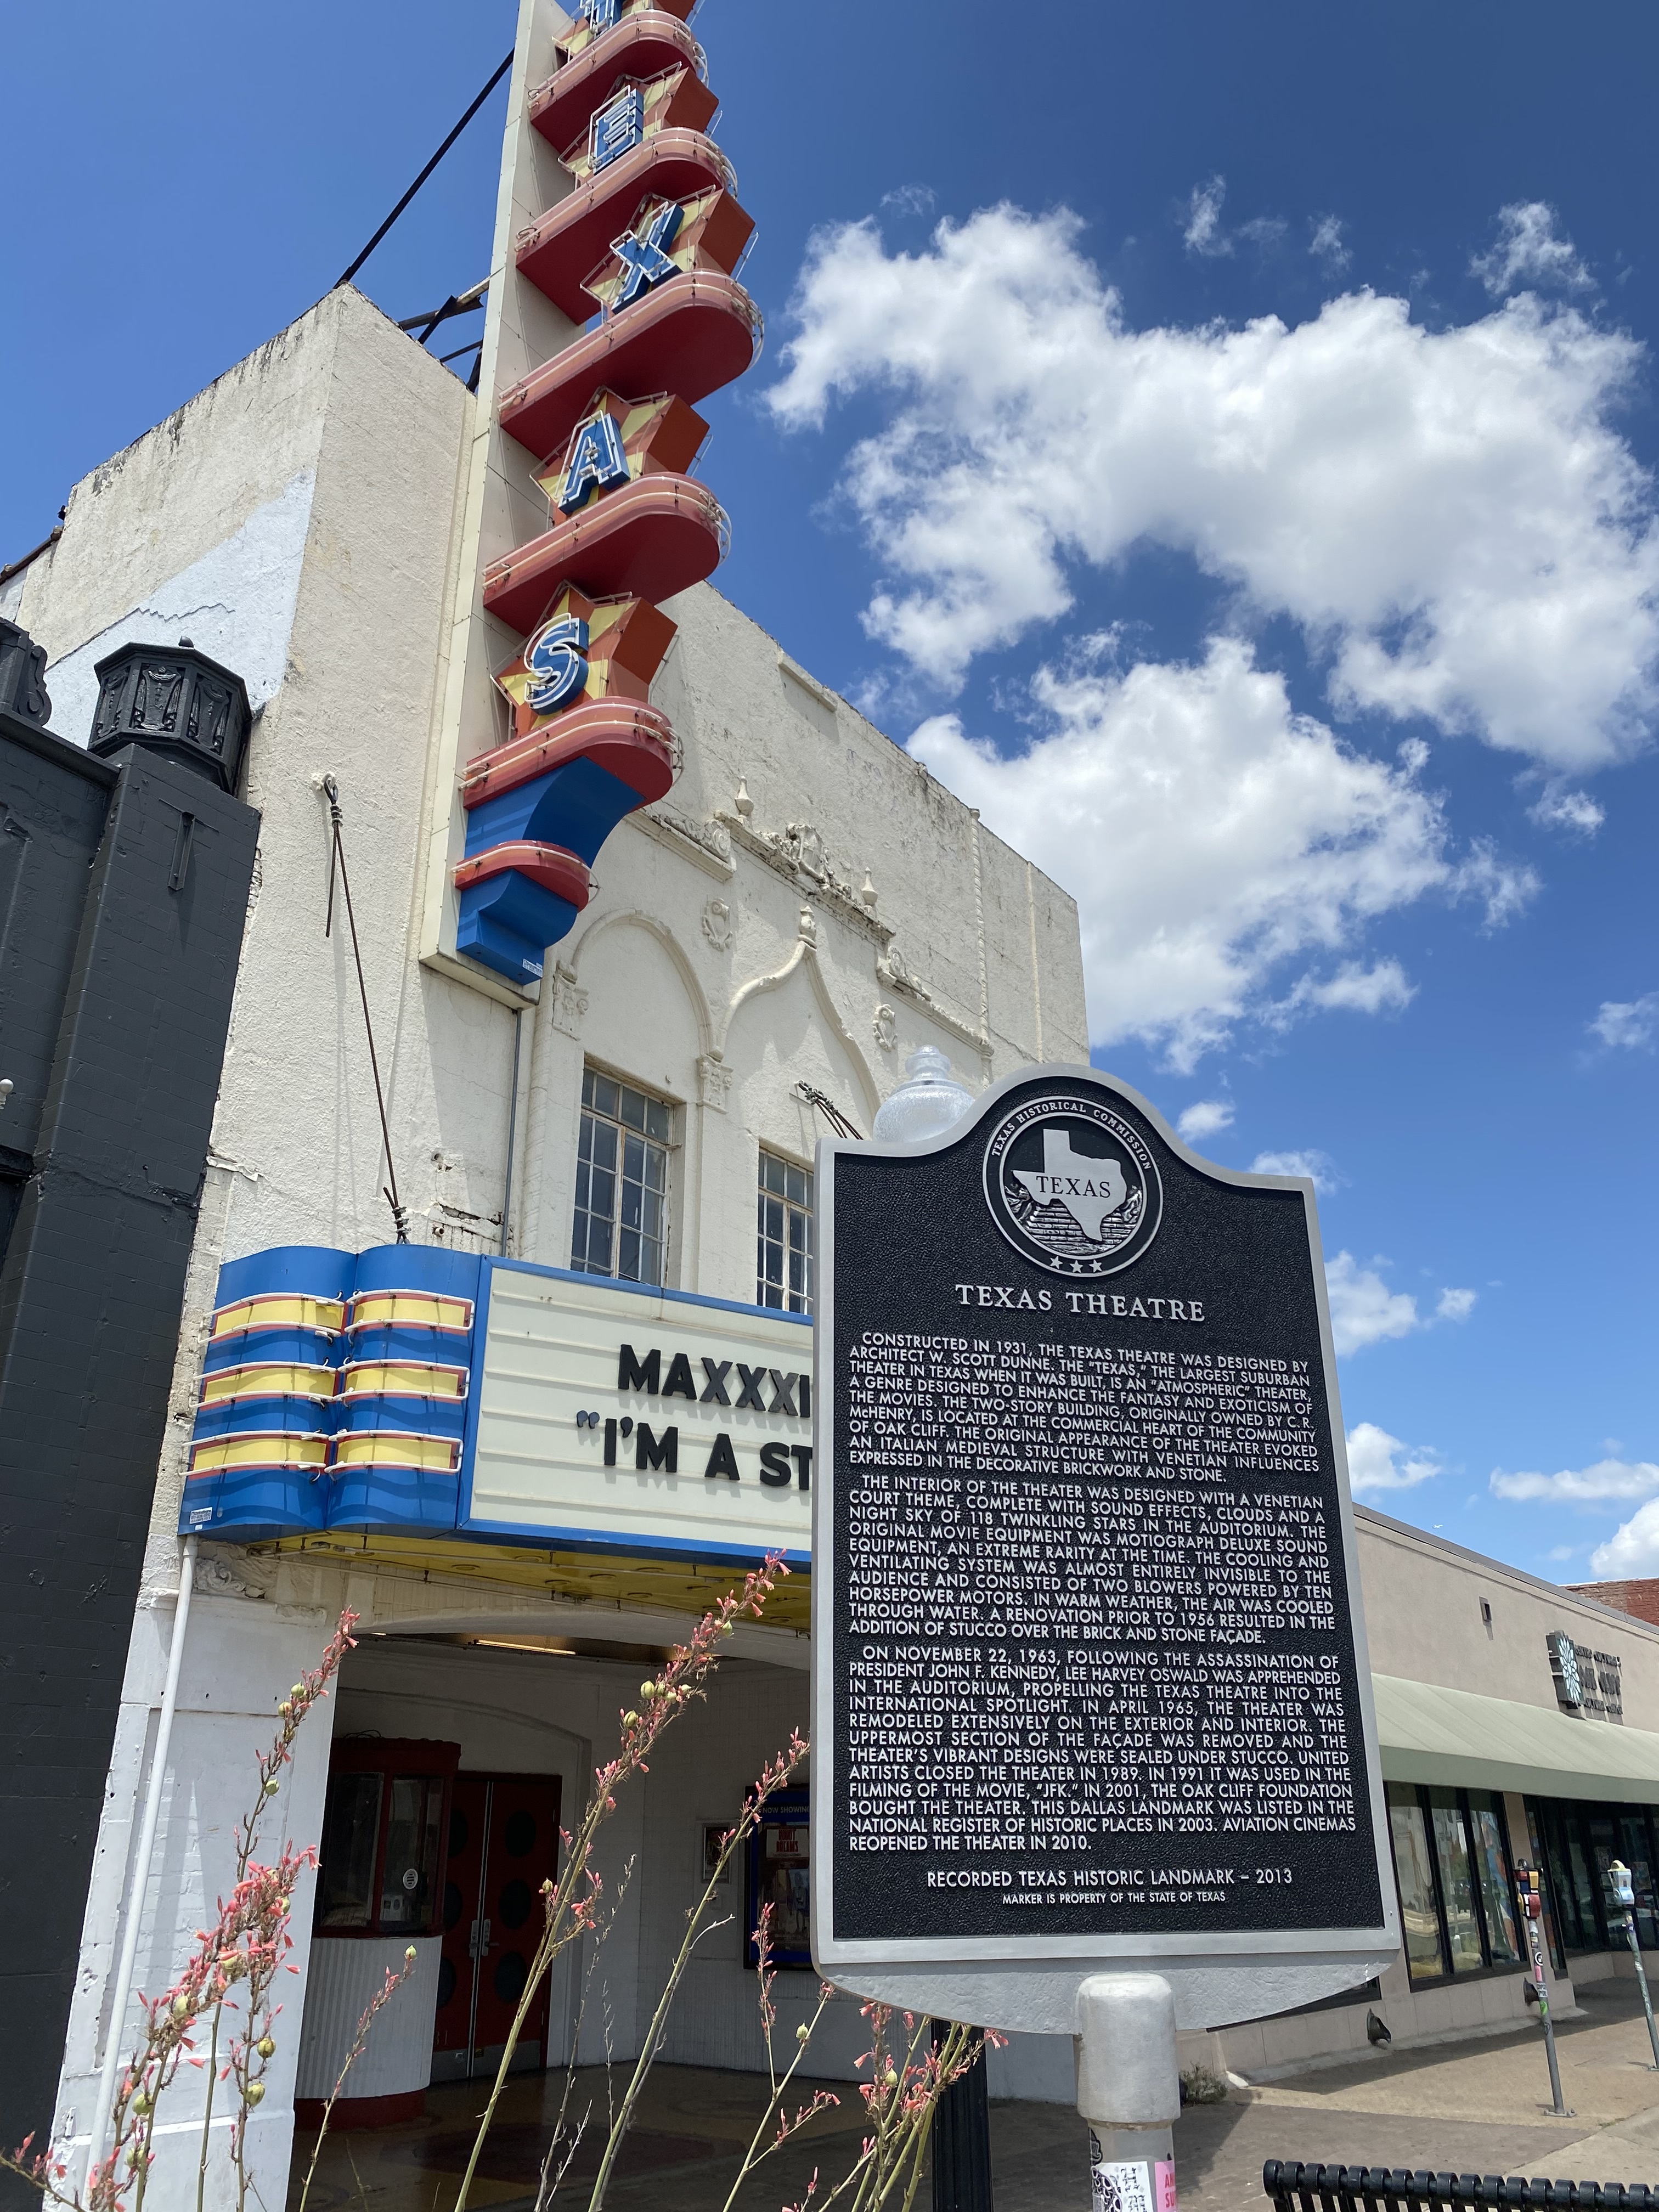 T
E
X
A
S
MAXXXI
"I'M A ST
NOW SHOWING
TEXAS HISTORICAL COMMISSION
TEXAS
TEXAS THEATRE
CONSTRUCTED IN 1931, THE TEXAS THEATRE WAS DESIGNED BY
ARCHITECT W. SCOTT DUNNE. THE "TEXAS," THE LARGEST SUBURBAN
THEATER IN TEXAS WHEN IT WAS BUILT, IS AN "ATMOSPHERIC" THEATER,
A GENRE DESIGNED TO ENHANCE THE FANTASY AND EXOTICISM OF
THE MOVIES. THE TWO-STORY BUILDING, ORIGINALLY OWNED BY C.R.
McHENRY, IS LOCATED AT THE COMMERCIAL HEART OF THE COMMUNITY
OF OAK CLIFF. THE ORIGINAL APPEARANCE OF THE THEATER EVOKED
AN ITALIAN MEDIEVAL STRUCTURE WITH VENETIAN INFLUENCES
EXPRESSED IN THE DECORATIVE BRICKWORK AND STONE.
THE INTERIOR OF THE THEATER WAS DESIGNED WITH A VENETIAN
COURT THEME, COMPLETE WITH SOUND EFFECTS, CLOUDS AND A
NIGHT SKY OF 118 TWINKLING STARS IN THE AUDITORIUM. THE
ORIGINAL MOVIE EQUIPMENT WAS MOTIOGRAPH DELUXE SOUND
EQUIPMENT, AN EXTREME RARITY AT THE TIME. THE COOLING AND
VENTILATING SYSTEM WAS ALMOST ENTIRELY INVISIBLE TO THE
AUDIENCE AND CONSISTED OF TWO BLOWERS POWERED BY TEN
HORSEPOWER MOTORS. IN WARM WEATHER, THE AIR WAS COOLED
THROUGH WATER. A RENOVATION PRIOR TO 1956 RESULTED IN THE
ADDITION OF STUCCO OVER THE BRICK AND STONE FAÇADE.
ON NOVEMBER 22, 1963, FOLLOWING THE ASSASSINATION OF
PRESIDENT JOHN F. KENNEDY, LEE HARVEY OSWALD WAS APPREHENDED
IN THE AUDITORIUM, PROPELLING THE TEXAS THEATRE INTO THE
INTERNATIONAL SPOTLIGHT. IN APRIL 1965, THE THEATER WAS
REMODELED EXTENSIVELY ON THE EXTERIOR AND INTERIOR. THE
UPPERMOST SECTION OF THE FAÇADE WAS REMOVED AND THE
THEATER'S VIBRANT DESIGNS WERE SEALED UNDER STUCCO. UNITED
ARTISTS CLOSED THE THEATER IN 1989. IN 1991 IT WAS USED IN THE
FILMING OF THE MOVIE, "JFK." IN 2001, THE OAK CLIFF FOUNDATION
BOUGHT THE THEATER. THIS DALLAS LANDMARK WAS LISTED IN THE
NATIONAL REGISTER OF HISTORIC PLACES IN 2003. AVIATION CINEMAS
REOPENED THE THEATER IN 2010.
RECORDED TEXAS HISTORIC LANDMARK – 2013
MARKER IS PROPERTY OF THE STATE OF TEXAS